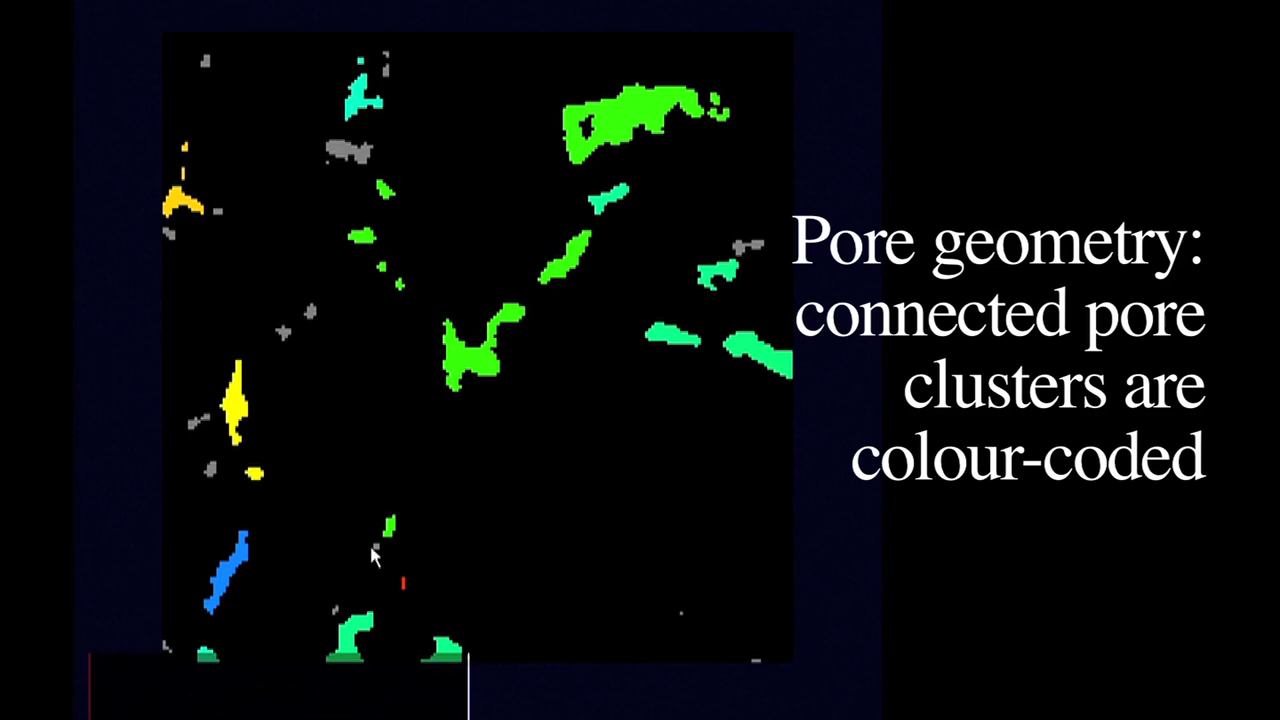 Pore geometry:
connected pore
clusters are
colour-coded